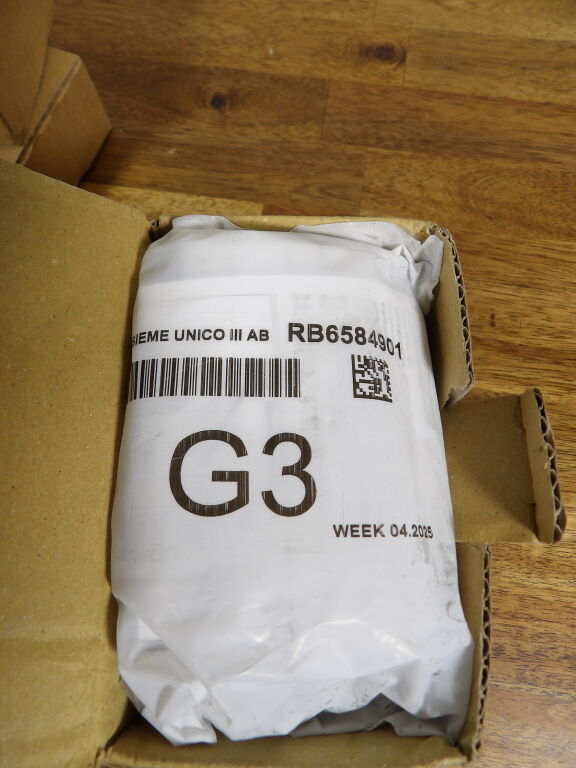 SIEME UNICO III AB RB6584901
G3
WEEK 04.2025